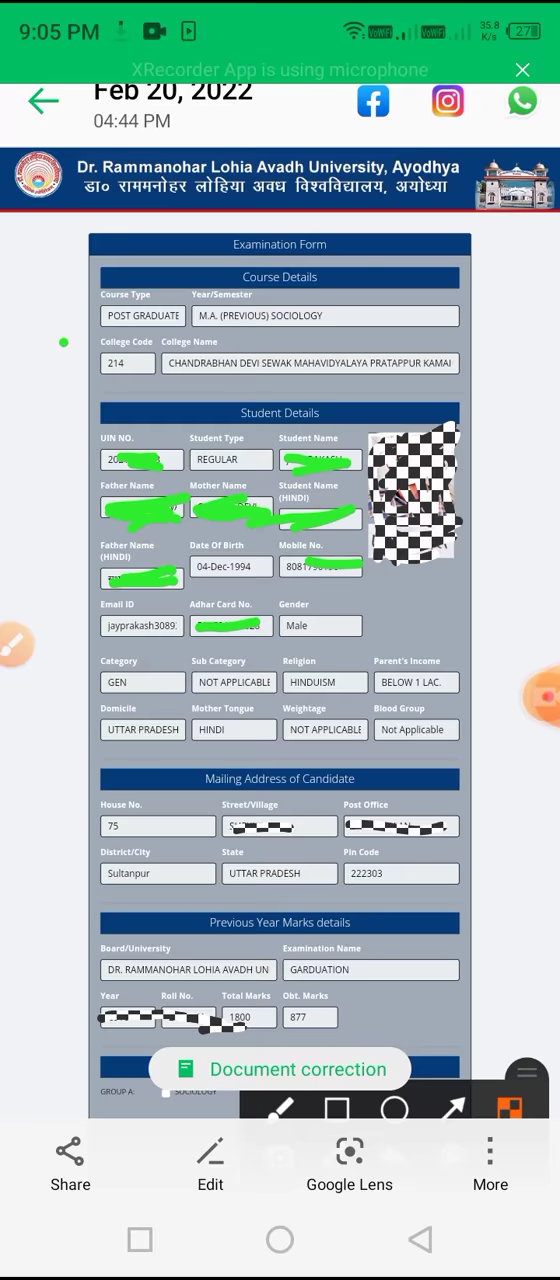 9:05 PM
VoWiFi VoWiFi 35.8 K/s 27
XRecorder App is using microphone
Feb 20, 2022
04:44 PM
Dr. Rammanohar Lohia Avadh University, Ayodhya
डा० राममनोहर लोहिया अवध विश्वविद्यालय, अयोध्या
Examination Form
Course Details
Course Type Year/Semester
POST GRADUATE M.A. (PREVIOUS) SOCIOLOGY
College Code College Name
214 CHANDRABHAN DEVI SEWAK MAHAVIDYALAYA PRATAPPUR KAMAI
Student Details
UIN NO. Student Type Student Name
REGULAR
Father Name Mother Name Student Name (HINDI)
Father Name (HINDI) Date Of Birth Mobile No.
04-Dec-1994
Email ID Adhar Card No. Gender
jayprakash3089 Male
Category Sub Category Religion Parent's Income
GEN NOT APPLICABLE HINDUISM BELOW 1 LAC.
Domicile Mother Tongue Weightage Blood Group
UTTAR PRADESH HINDI NOT APPLICABLE Not Applicable
Mailing Address of Candidate
House No. Street/Village Post Office
75
District/City State Pin Code
Sultanpur UTTAR PRADESH 222303
Previous Year Marks details
Board/University Examination Name
DR. RAMMANOHAR LOHIA AVADH UN GARDUATION
Year Roll No. Total Marks Obt. Marks
1800 877
Document correction
GROUP A: SOCIOLOGY
Share Edit Google Lens More